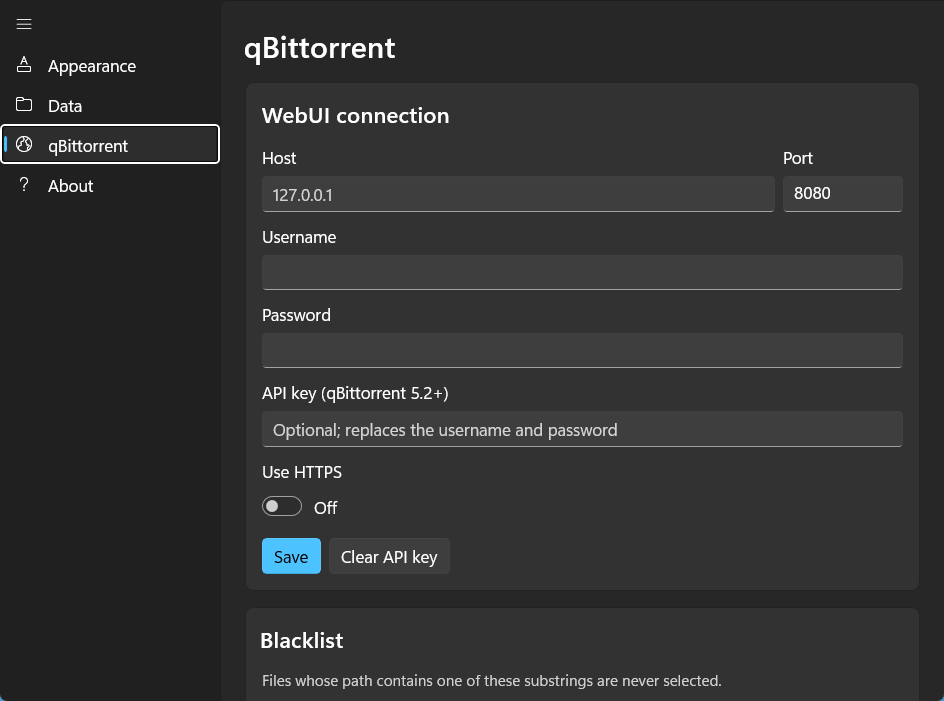 qBittorrent
Appearance
Data
qBittorrent
? About
WebUI connection
Host
Port
127.0.0.1
8080
Username
Password
API key (qBittorrent 5.2+)
Optional; replaces the username and password
Use HTTPS
Off
Save
Clear API key
Blacklist
Files whose path contains one of these substrings are never selected.